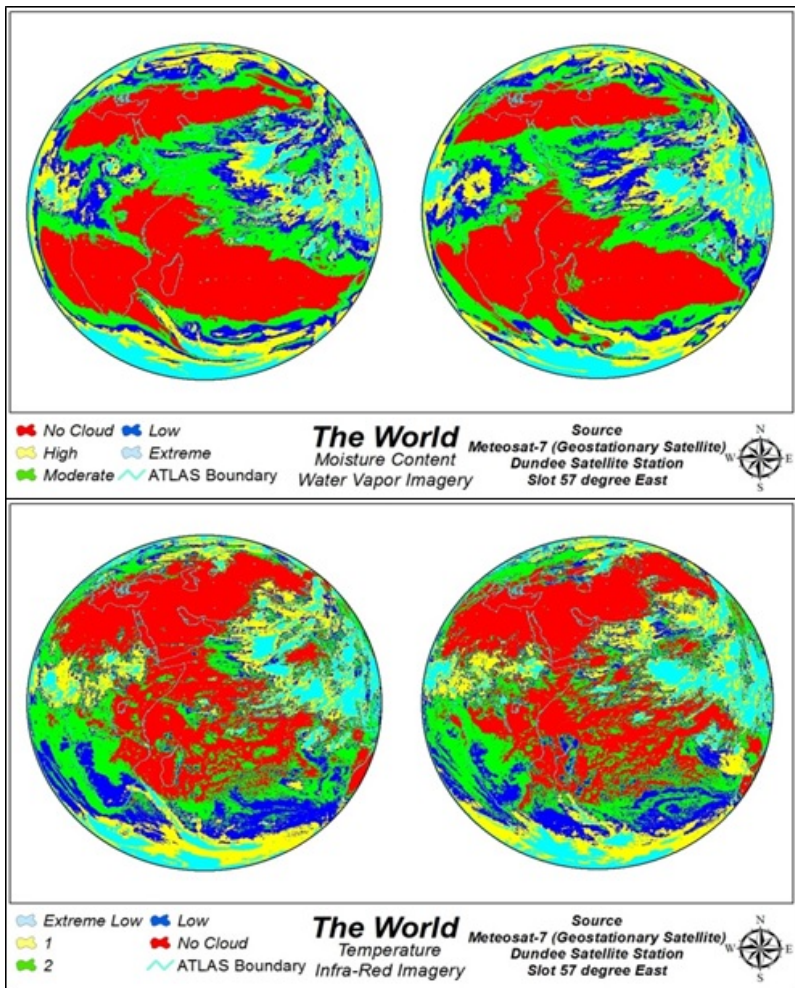 No Cloud
Low
High
Extreme
Moderate
ATLAS Boundary
The World
Moisture Content
Water Vapor Imagery
Source
Meteosat-7 (Geostationary Satellite)
Dundee Satellite Station
Slot 57 degree East
N
W
E
S
Extreme Low
Low
1
No Cloud
2
ATLAS Boundary
The World
Temperature
Infra-Red Imagery
Source
Meteosat-7 (Geostationary Satellite)
Dundee Satellite Station
Slot 57 degree East
N
W
E
S